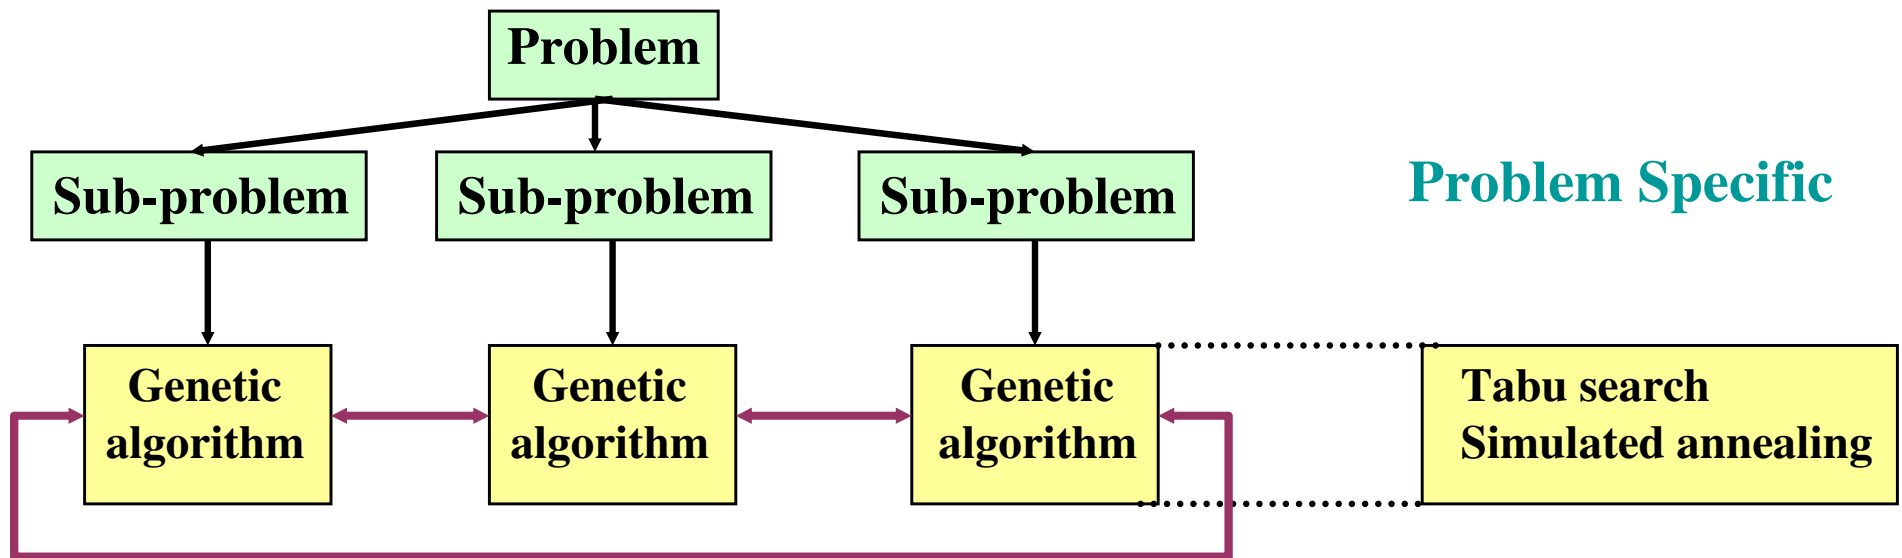 Problem
Sub-problem
Sub-problem
Sub-problem
Problem Specific
Genetic
algorithm
Genetic
algorithm
Genetic
algorithm
Tabu search
Simulated annealing